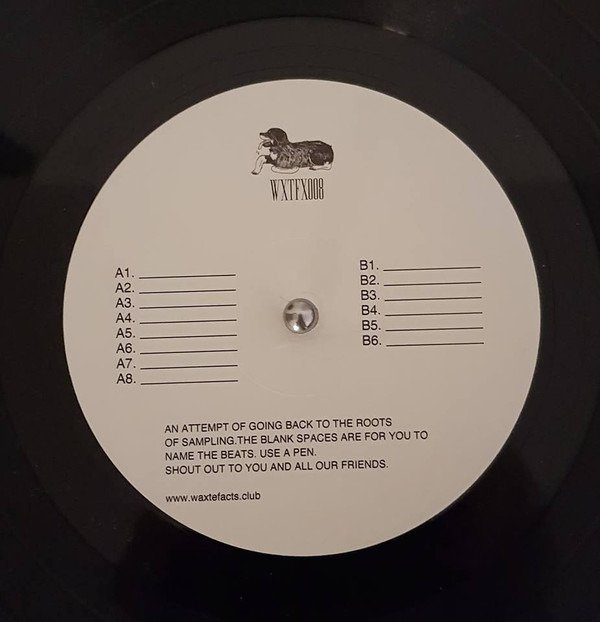 WXTFX008
A1.
A2.
A3.
A4.
A5.
A6.
A7.
A8.
B1.
B2.
B3.
B4.
B5.
B6.
AN ATTEMPT OF GOING BACK TO THE ROOTS
OF SAMPLING.THE BLANK SPACES ARE FOR YOU TO
NAME THE BEATS. USE A PEN.
SHOUT OUT TO YOU AND ALL OUR FRIENDS.
www.waxtefacts.club